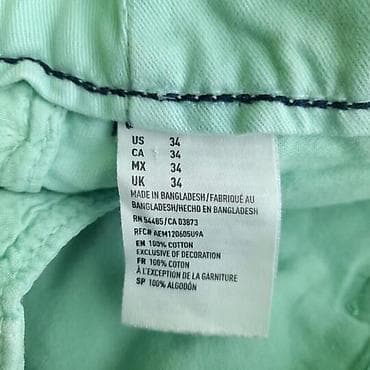 US 34
CA 34
MX 34
UK 34
MADE IN BANGLADESH/FABRIQUÉ AU
BANGLADESH/HECHO EN BANGLADESH
RN 54485/CA 03873
RFC# AEM120605U9A
EN 100% COTTON
EXCLUSIVE OF DECORATION
FR 100% COTON
À L'EXCEPTION DE LA GARNITURE
SP 100% ALGODÓN